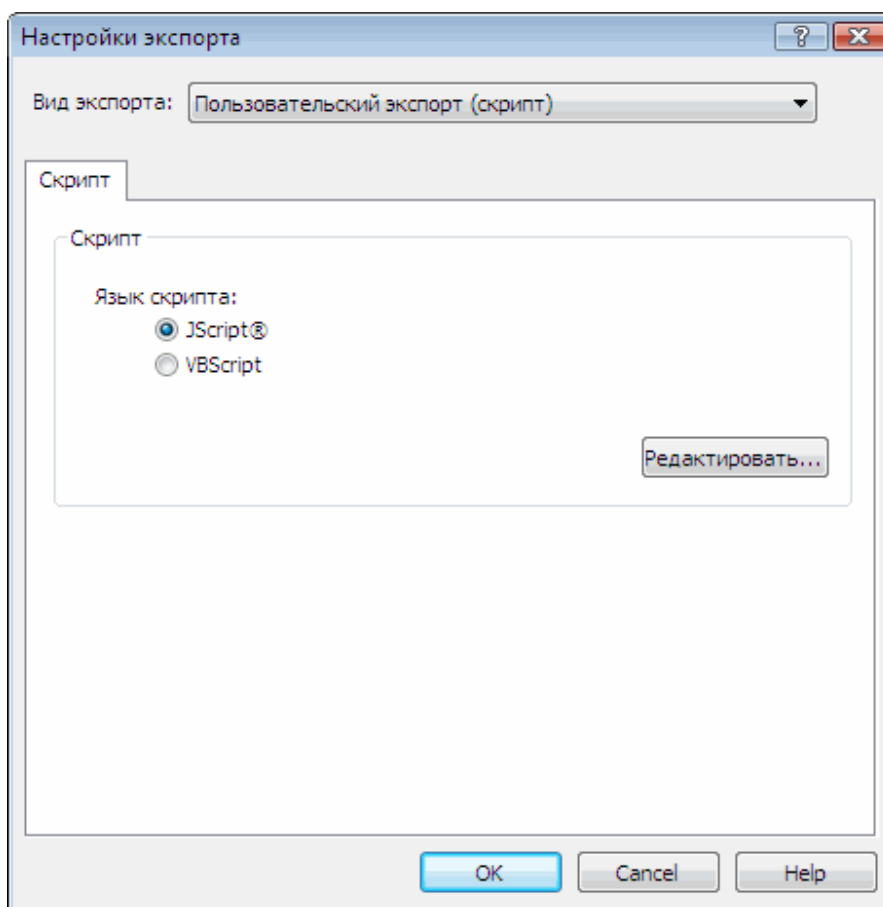 Настройки экспорта
Вид экспорта: Пользовательский экспорт (скрипт)
Скрипт
Скрипт
Язык скрипта:
JScript®
VBScript
Редактировать...
OK Cancel Help